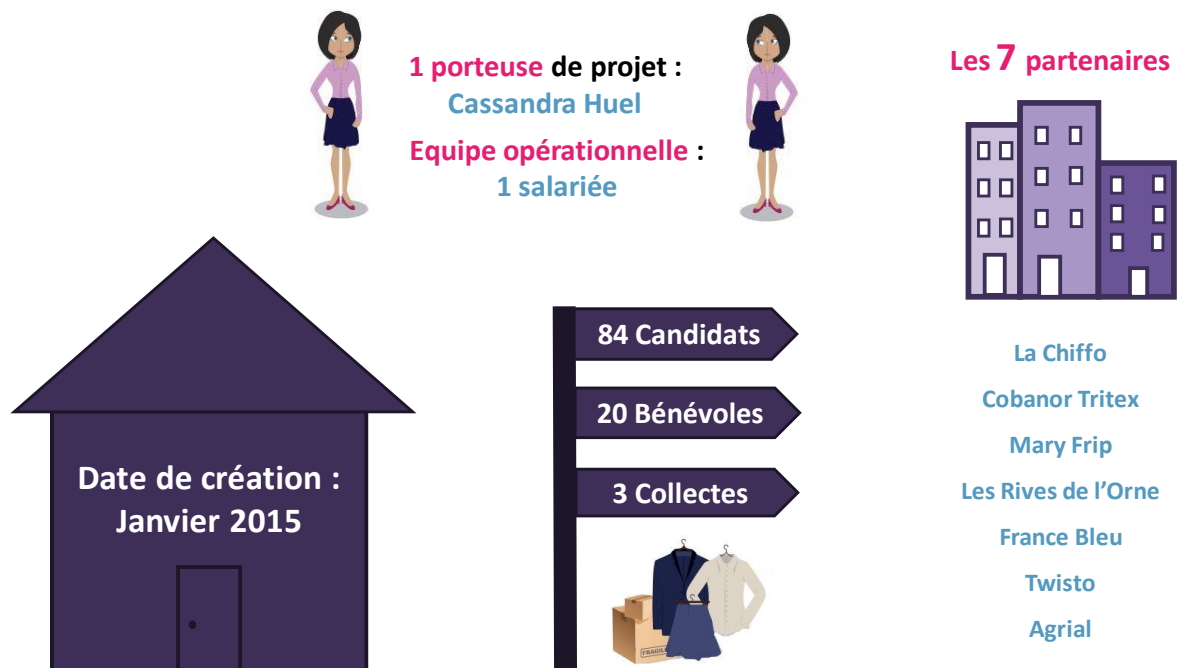 1 porteuse de projet :
Cassandra Huel
Equipe opérationnelle :
1 salariée
Les 7 partenaires
Date de création :
Janvier 2015
84 Candidats
20 Bénévoles
3 Collectes
FRAGILE
La Chiffo
Cobanor Tritex
Mary Frip
Les Rives de l’Orne
France Bleu
Twisto
Agrial